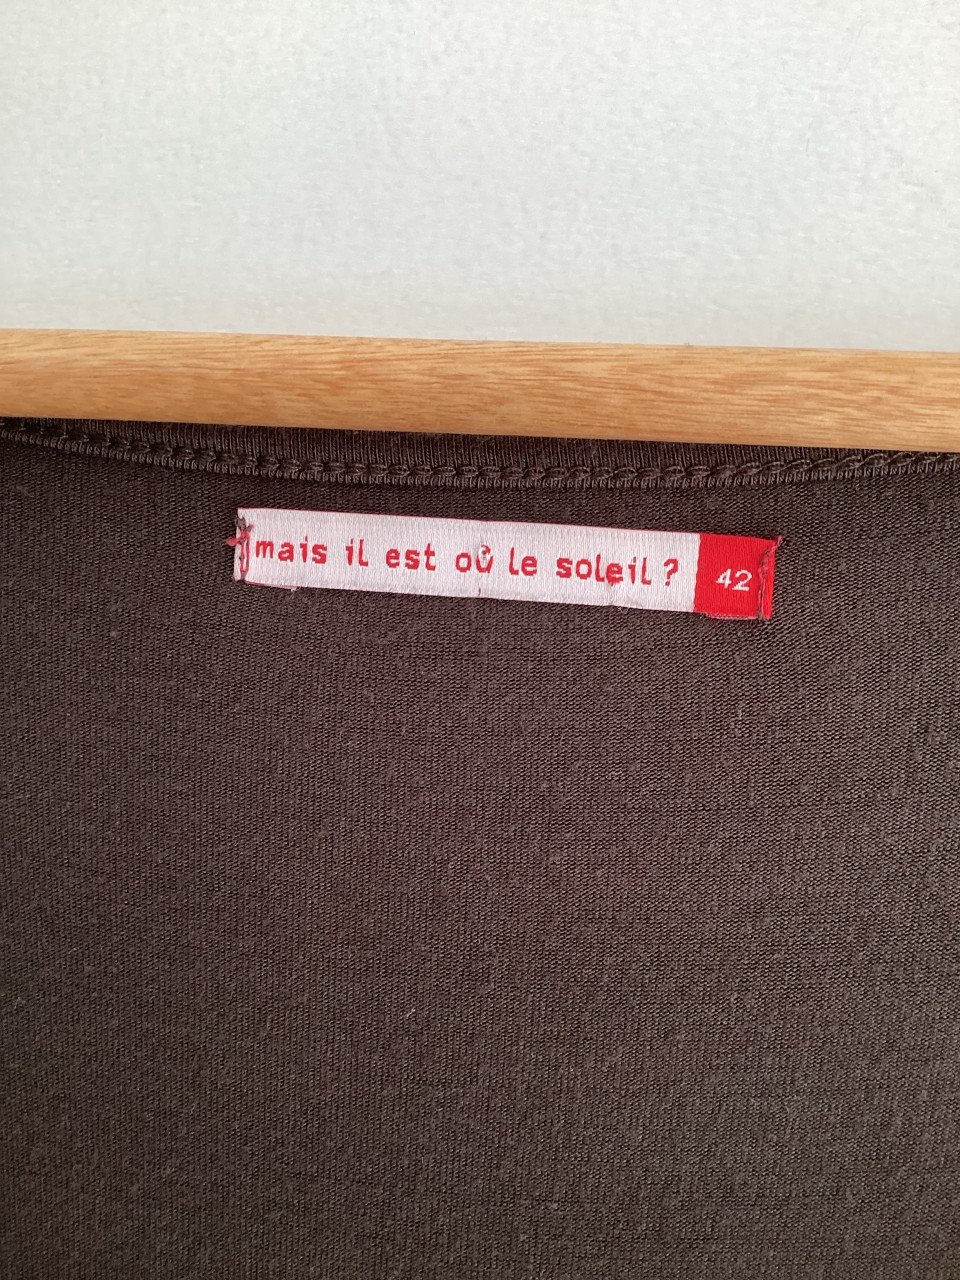 mais il est où le soleil ? 42